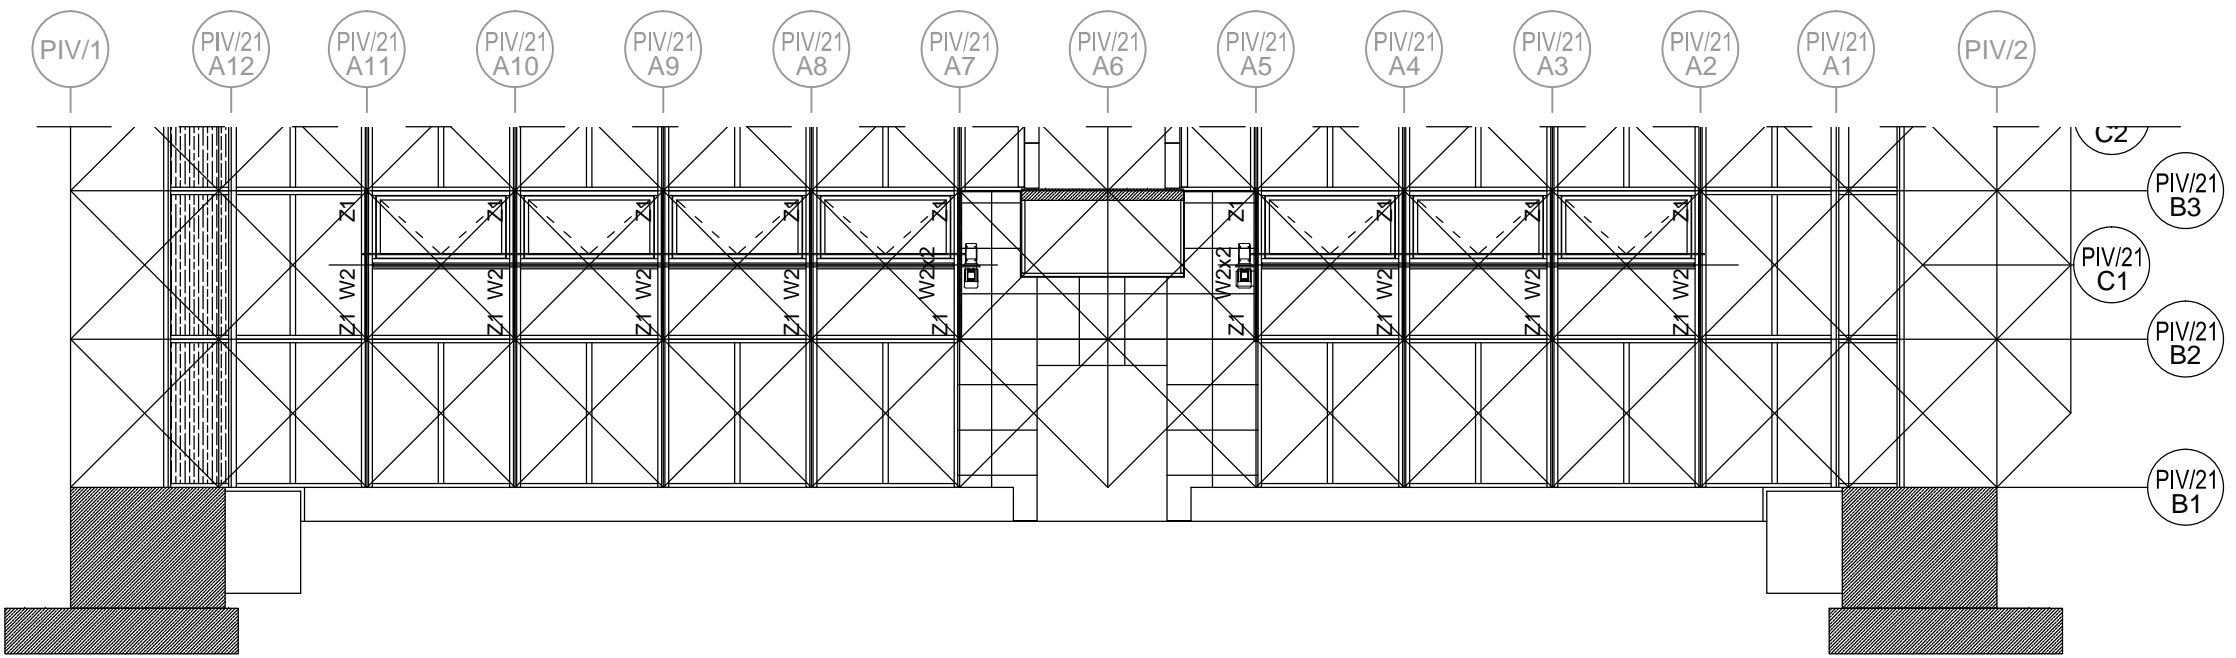 PIV/1
PIV/21
A12
PIV/21
A11
PIV/21
A10
PIV/21
A9
PIV/21
A8
PIV/21
A7
PIV/21
A6
PIV/21
A5
PIV/21
A4
PIV/21
A3
PIV/21
A2
PIV/21
A1
PIV/2
C2
PIV/21
B3
PIV/21
C1
PIV/21
B2
PIV/21
B1
Z1 W2 Z1
Z1 W2 Z1
Z1 W2 Z1
Z1 W2 Z1
Z1 W2x2 Z1
Z1 W2x2 Z1
Z1 W2 Z1
Z1 W2 Z1
Z1 W2 Z1